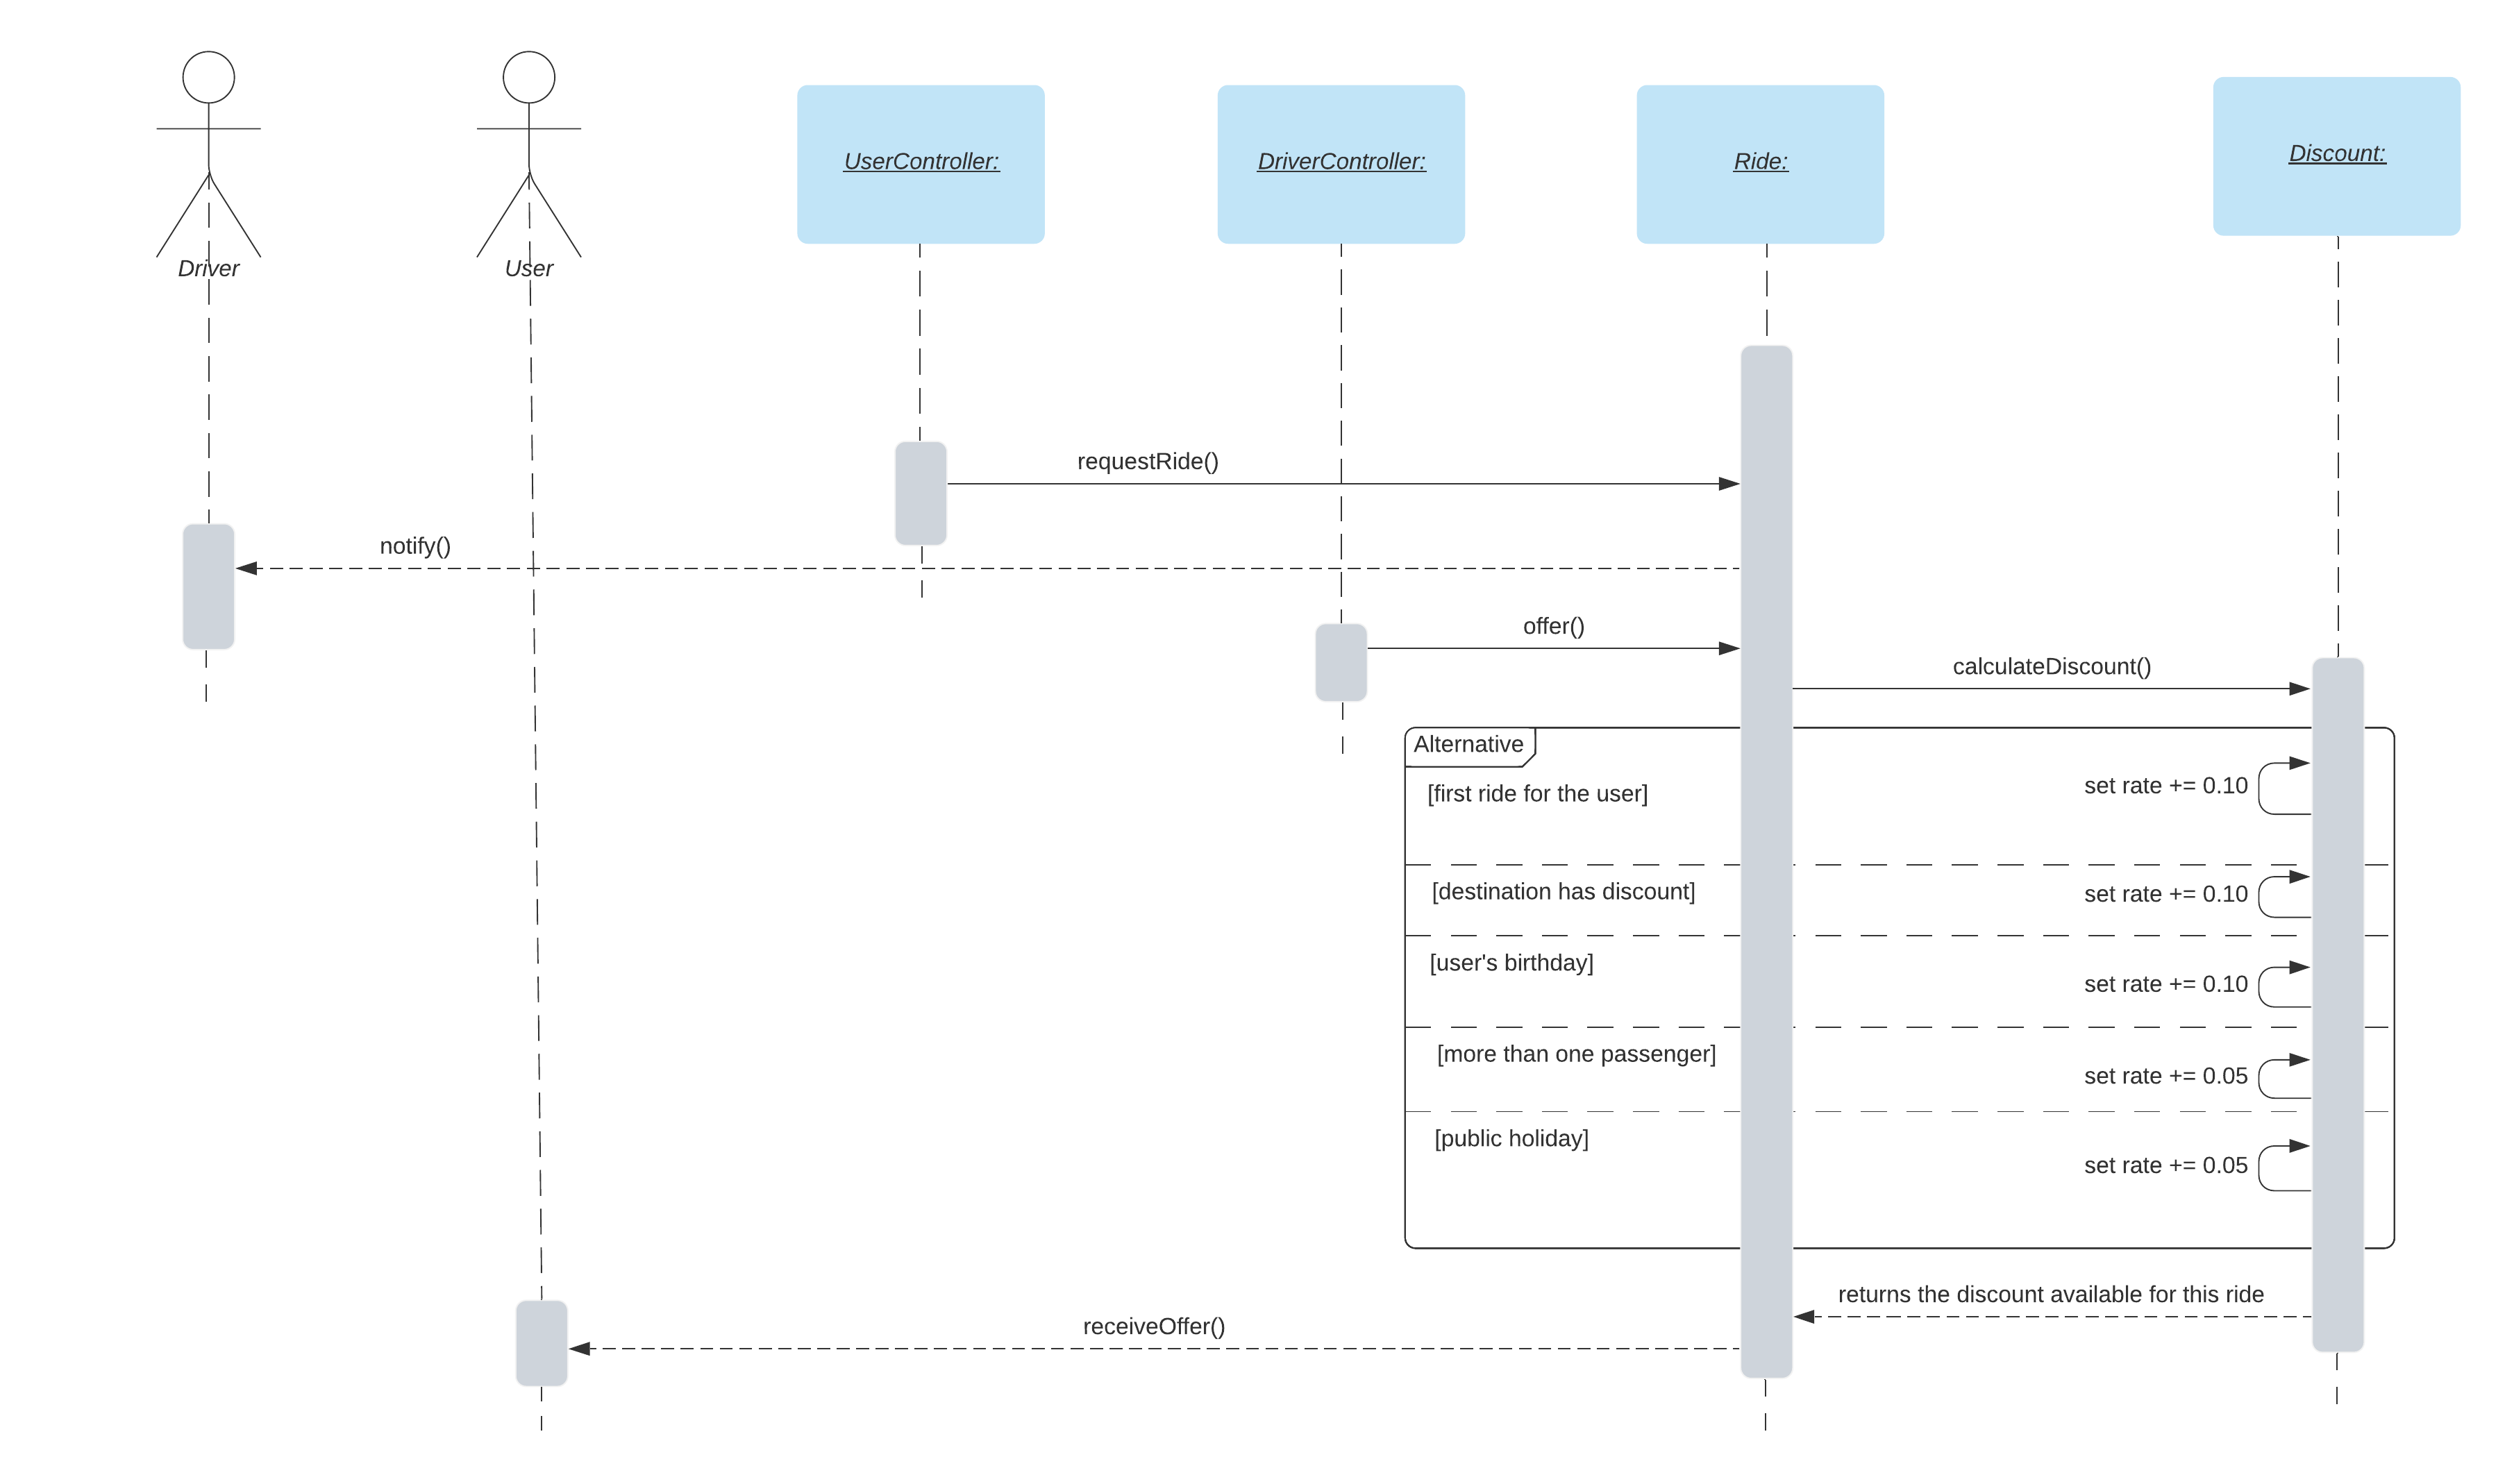 Driver
User
UserController:
DriverController:
Ride:
Discount:
requestRide()
notify()
offer()
calculateDiscount()
Alternative
[first ride for the user]
set rate += 0.10
[destination has discount]
set rate += 0.10
[user's birthday]
set rate += 0.10
[more than one passenger]
set rate += 0.05
[public holiday]
set rate += 0.05
returns the discount available for this ride
receiveOffer()